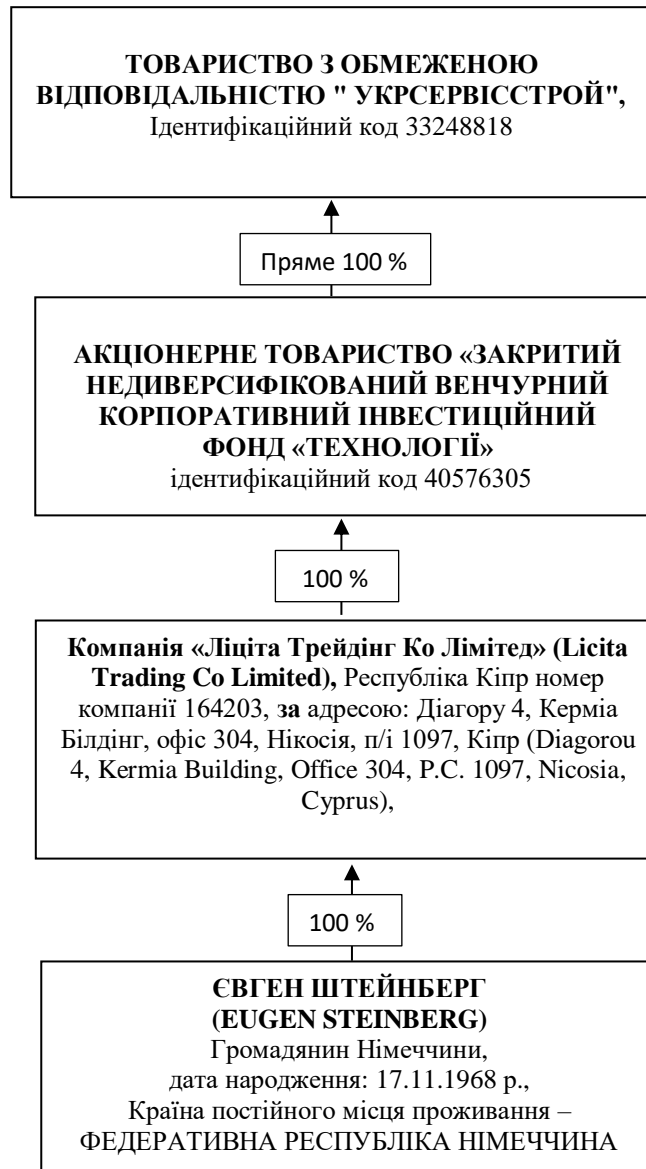 ТОВАРИСТВО З ОБМЕЖЕНОЮ
ВІДПОВІДАЛЬНІСТЮ " УКРСЕРВІССТРОЙ",
Ідентифікаційний код 33248818
Пряме 100 %
АКЦІОНЕРНЕ ТОВАРИСТВО «ЗАКРИТИЙ
НЕДИВЕРСИФІКОВАНИЙ ВЕНЧУРНИЙ
КОРПОРАТИВНИЙ ІНВЕСТИЦІЙНИЙ
ФОНД «ТЕХНОЛОГІЇ»
ідентифікаційний код 40576305
100 %
Компанія «Ліціта Трейдінг Ко Лімітед» (Licita
Trading Co Limited), Республіка Кіпр номер
компанії 164203, за адресою: Діагору 4, Керміа
Білдінг, офіс 304, Нікосія, п/і 1097, Кіпр (Diagorou
4, Kermia Building, Office 304, P.C. 1097, Nicosia,
Cyprus),
100 %
ЄВГЕН ШТЕЙНБЕРГ
(EUGEN STEINBERG)
Громадянин Німеччини,
дата народження: 17.11.1968 р.,
Країна постійного місця проживання –
ФЕДЕРАТИВНА РЕСПУБЛІКА НІМЕЧЧИНА